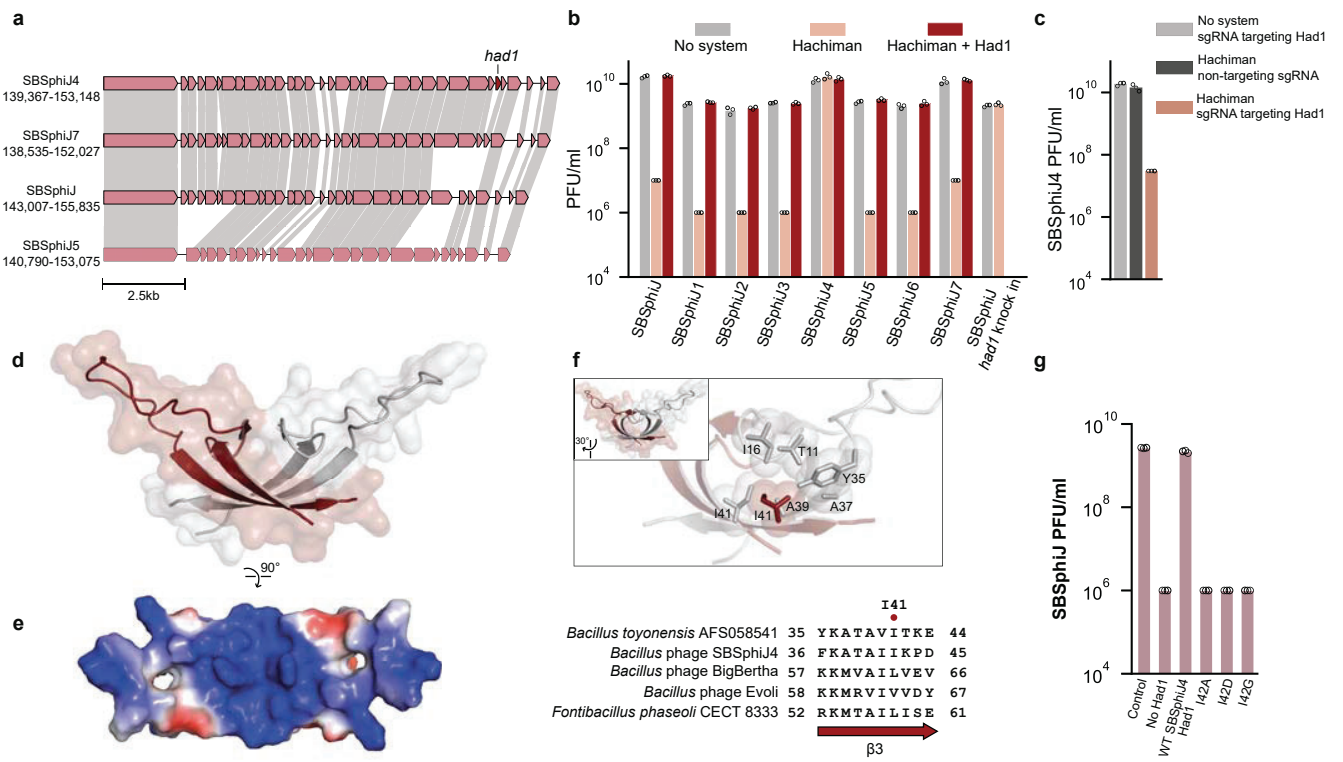 a
had1
SBSphiJ4
139,367-153,148
SBSphiJ7
138,535-152,027
SBSphiJ
143,007-155,835
SBSphiJ5
140,790-153,075
2.5kb
b
No system
Hachiman
Hachiman + Had1
PFU/ml
10^10
10^8
10^6
10^4
SBSphiJ
SBSphiJ1
SBSphiJ2
SBSphiJ3
SBSphiJ4
SBSphiJ5
SBSphiJ6
SBSphiJ7
SBSphiJ
had1 knock in
c
No system
sgRNA targeting Had1
Hachiman
non-targeting sgRNA
Hachiman
sgRNA targeting Had1
SBSphiJ4 PFU/ml
10^10
10^8
10^6
10^4
d
90°
e
f
30°
I16
T11
Y35
I41
I41
A39
A37
I41
Bacillus toyonensis AFS058541 35 YKATAVITKE 44
Bacillus phage SBSphiJ4 36 FKATAIIKPD 45
Bacillus phage BigBertha 57 KKMVAILVEV 66
Bacillus phage Evoli 58 KKMRVIVVDY 67
Fontibacillus phaseoli CECT 8333 52 RKMTAILISE 61
β3
g
SBSphiJ PFU/ml
10^10
10^8
10^6
10^4
Control
No Had1
WT SBSphiJ4
Had1
I42A
I42D
I42G